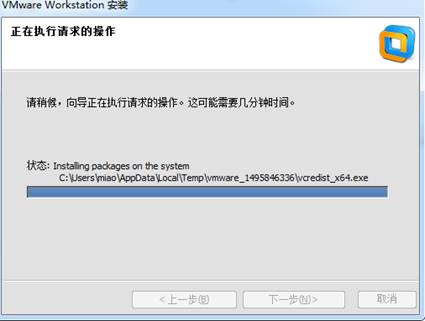 VMware Workstation 安装
正在执行请求的操作
请稍候，向导正在执行请求的操作。这可能需要几分钟时间。
状态: Installing packages on the system
C:\Users\miao\AppData\Local\Temp\vmware_1495846336\vcredist_x64.exe
<上一步(B)
下一步(N)>
取消